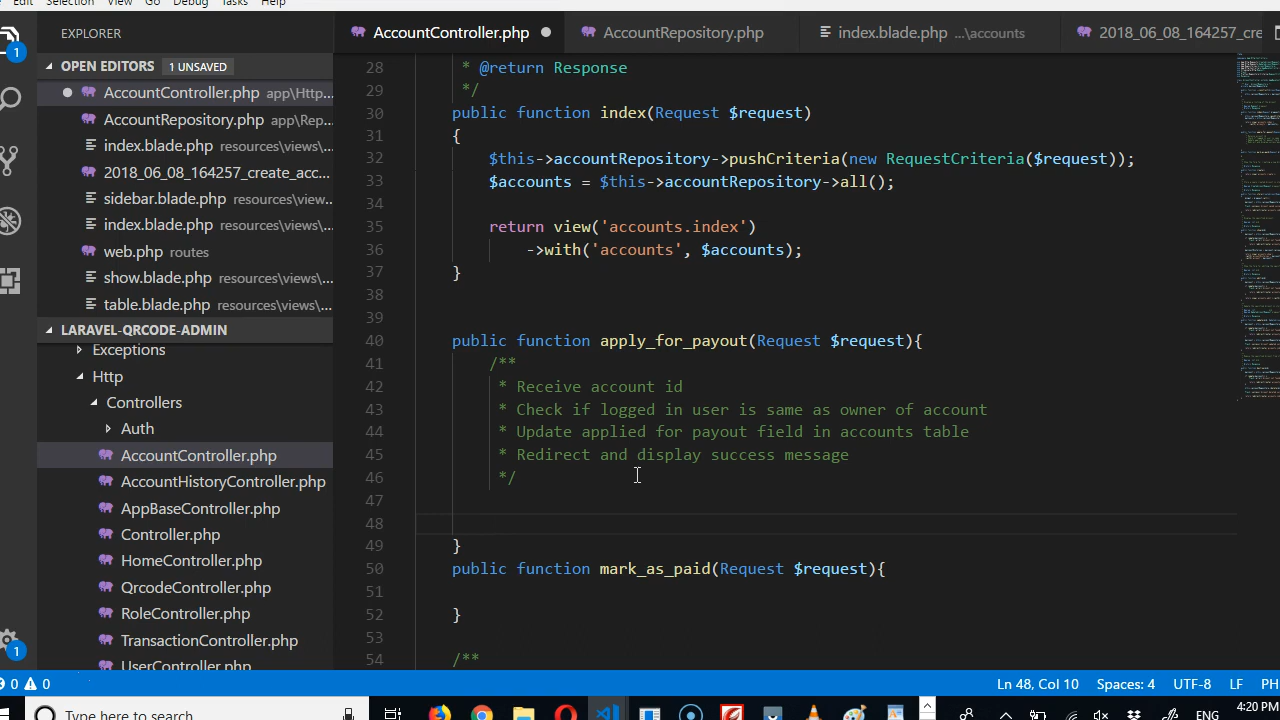 Edit Selection View Go Debug Tasks Help
EXPLORER
OPEN EDITORS 1 UNSAVED
AccountController.php app\Http...
AccountRepository.php app\Rep...
index.blade.php resources\views\...
2018_06_08_164257_create_acc...
sidebar.blade.php resources\view...
index.blade.php resources\views\...
web.php routes
show.blade.php resources\views\...
table.blade.php resources\views\...
LARAVEL-QRCODE-ADMIN
Exceptions
Http
Controllers
Auth
AccountController.php
AccountHistoryController.php
AppBaseController.php
Controller.php
HomeController.php
QrcodeController.php
RoleController.php
TransactionController.php
UserController.php
1
1
AccountController.php AccountRepository.php index.blade.php ...\accounts 2018_06_08_164257_cre
28 * @return Response
29 */
30 public function index(Request $request)
31 {
32 $this->accountRepository->pushCriteria(new RequestCriteria($request));
33 $accounts = $this->accountRepository->all();
34
35 return view('accounts.index')
36 ->with('accounts', $accounts);
37 }
38
39
40 public function apply_for_payout(Request $request){
41 /**
42 * Receive account id
43 * Check if logged in user is same as owner of account
44 * Update applied for payout field in accounts table
45 * Redirect and display success message
46 */
47
48
49 }
50 public function mark_as_paid(Request $request){
51
52 }
53
54 /**
0 0 Ln 48, Col 10 Spaces: 4 UTF-8 LF PH
Type here to search ENG 4:20 PM